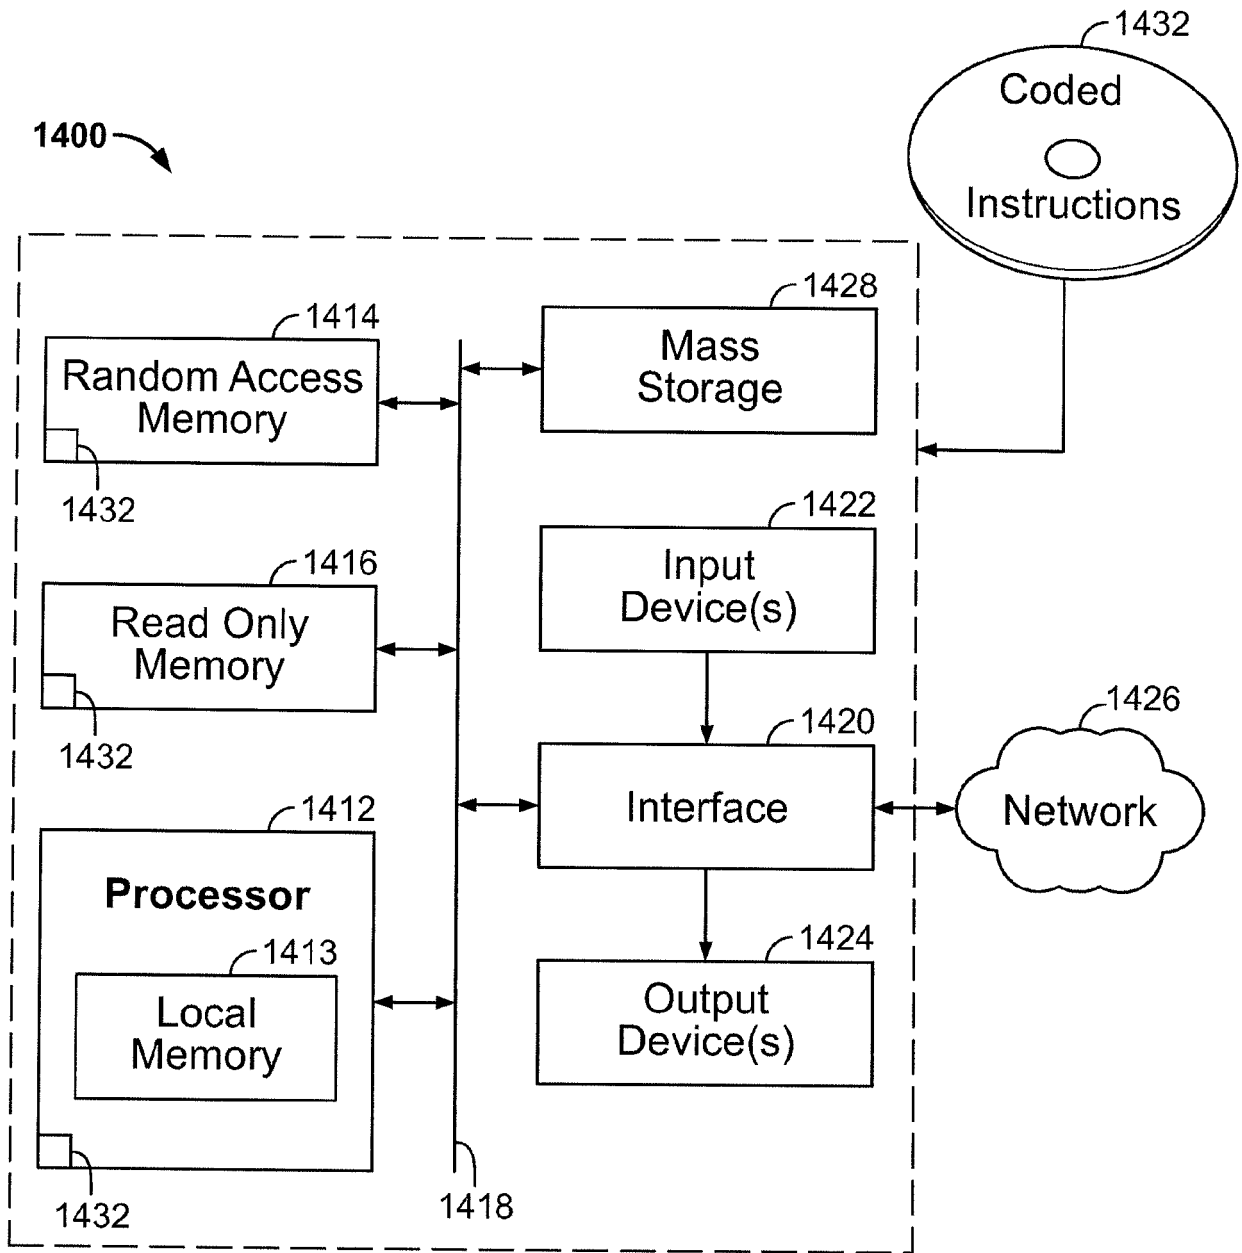 1432
Coded
Instructions
1400
1414
Random Access
Memory
1432
1428
Mass
Storage
1416
Read Only
Memory
1432
1422
Input
Device(s)
1420
Interface
1426
Network
1412
Processor
1413
Local
Memory
1432
1424
Output
Device(s)
1418